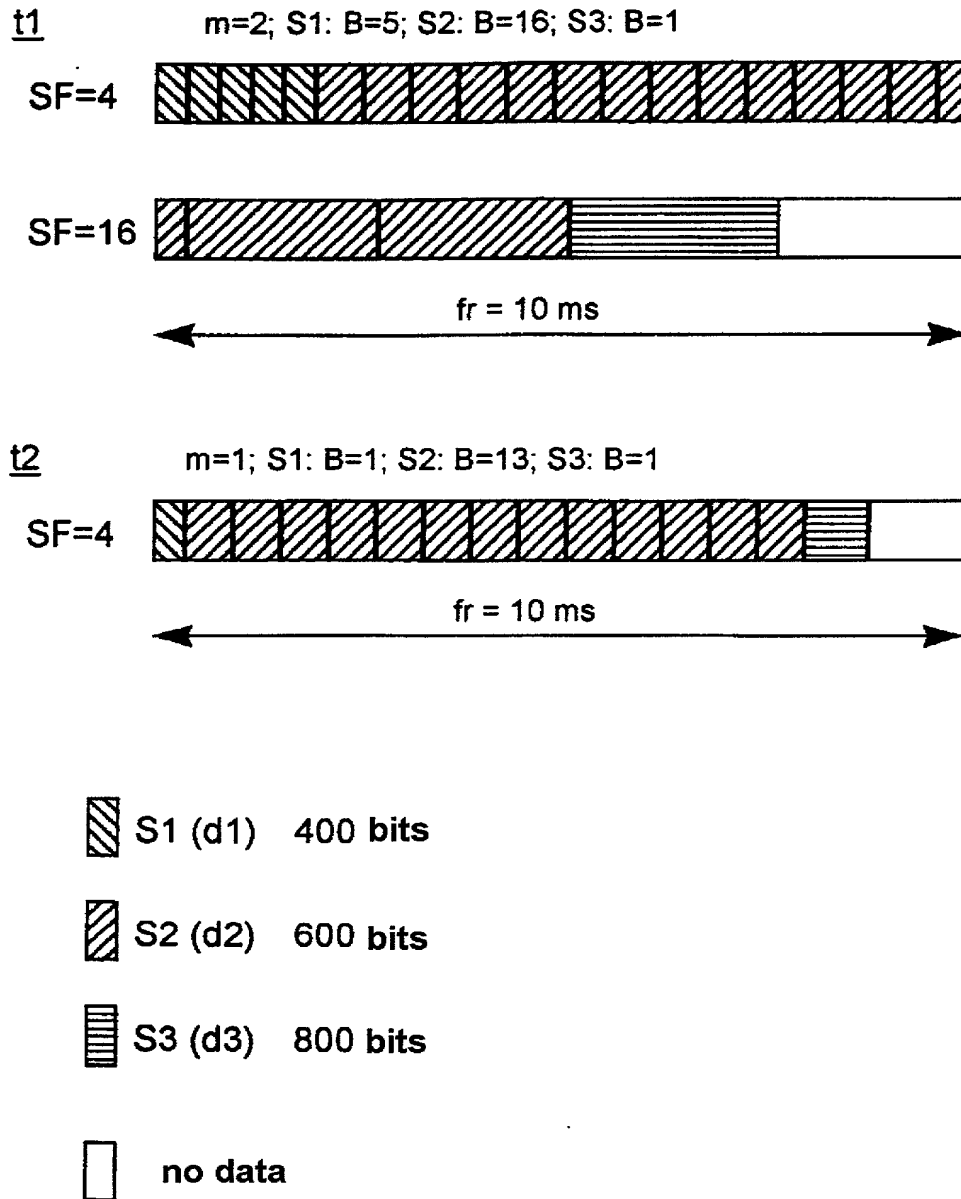 t1 m=2; S1: B=5; S2: B=16; S3: B=1
SF=4
SF=16
fr = 10 ms
t2 m=1; S1: B=1; S2: B=13; S3: B=1
SF=4
fr = 10 ms
S1 (d1) 400 bits
S2 (d2) 600 bits
S3 (d3) 800 bits
no data